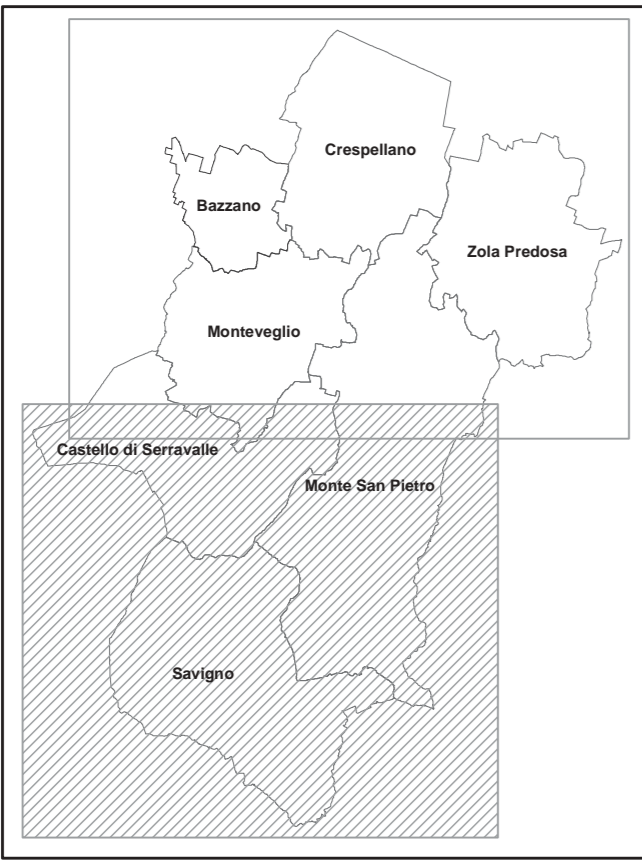 Crespellano
Bazzano
Zola Predosa
Monteveglio
Castello di Serravalle
Monte San Pietro
Savigno